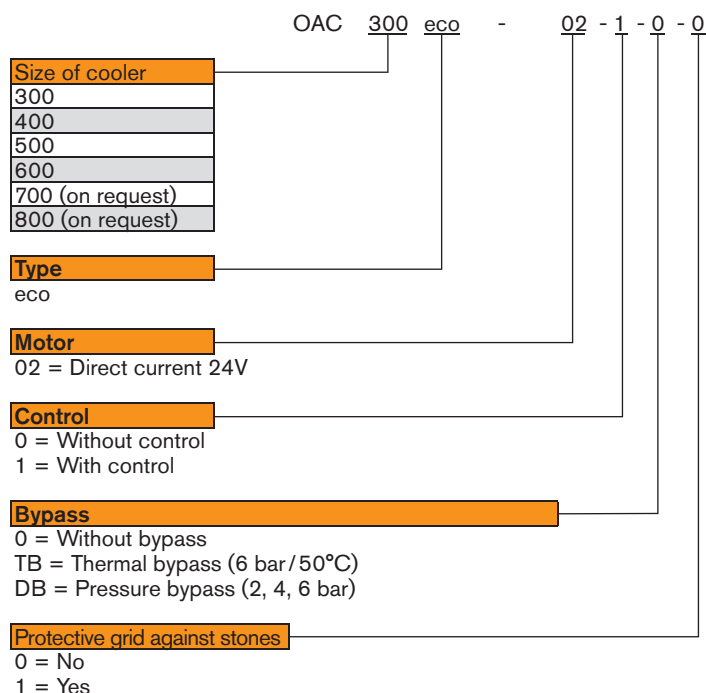 OAC 300 eco - 02 - 1 - 0 - 0
Size of cooler
300
400
500
600
700 (on request)
800 (on request)
Type
eco
Motor
02 = Direct current 24V
Control
0 = Without control
1 = With control
Bypass
0 = Without bypass
TB = Thermal bypass (6 bar/50°C)
DB = Pressure bypass (2, 4, 6 bar)
Protective grid against stones
0 = No
1 = Yes